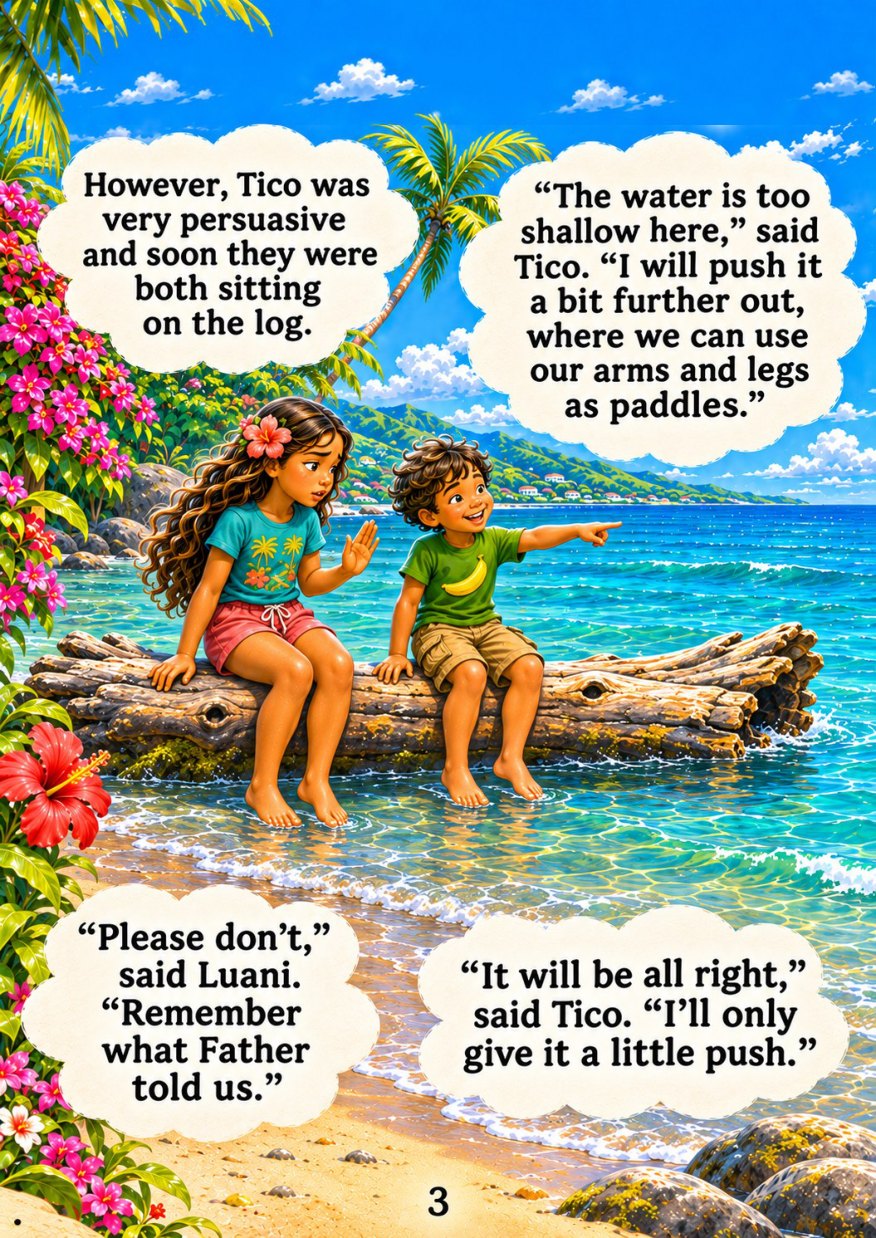 However, Tico was
very persuasive
and soon they were
both sitting
on the log.
“The water is too
shallow here,” said
Tico. “I will push it
a bit further out,
where we can use
our arms and legs
as paddles.”
“Please don’t,”
said Luani.
“Remember
what Father
told us.”
“It will be all right,”
said Tico. “I’ll only
give it a little push.”
3